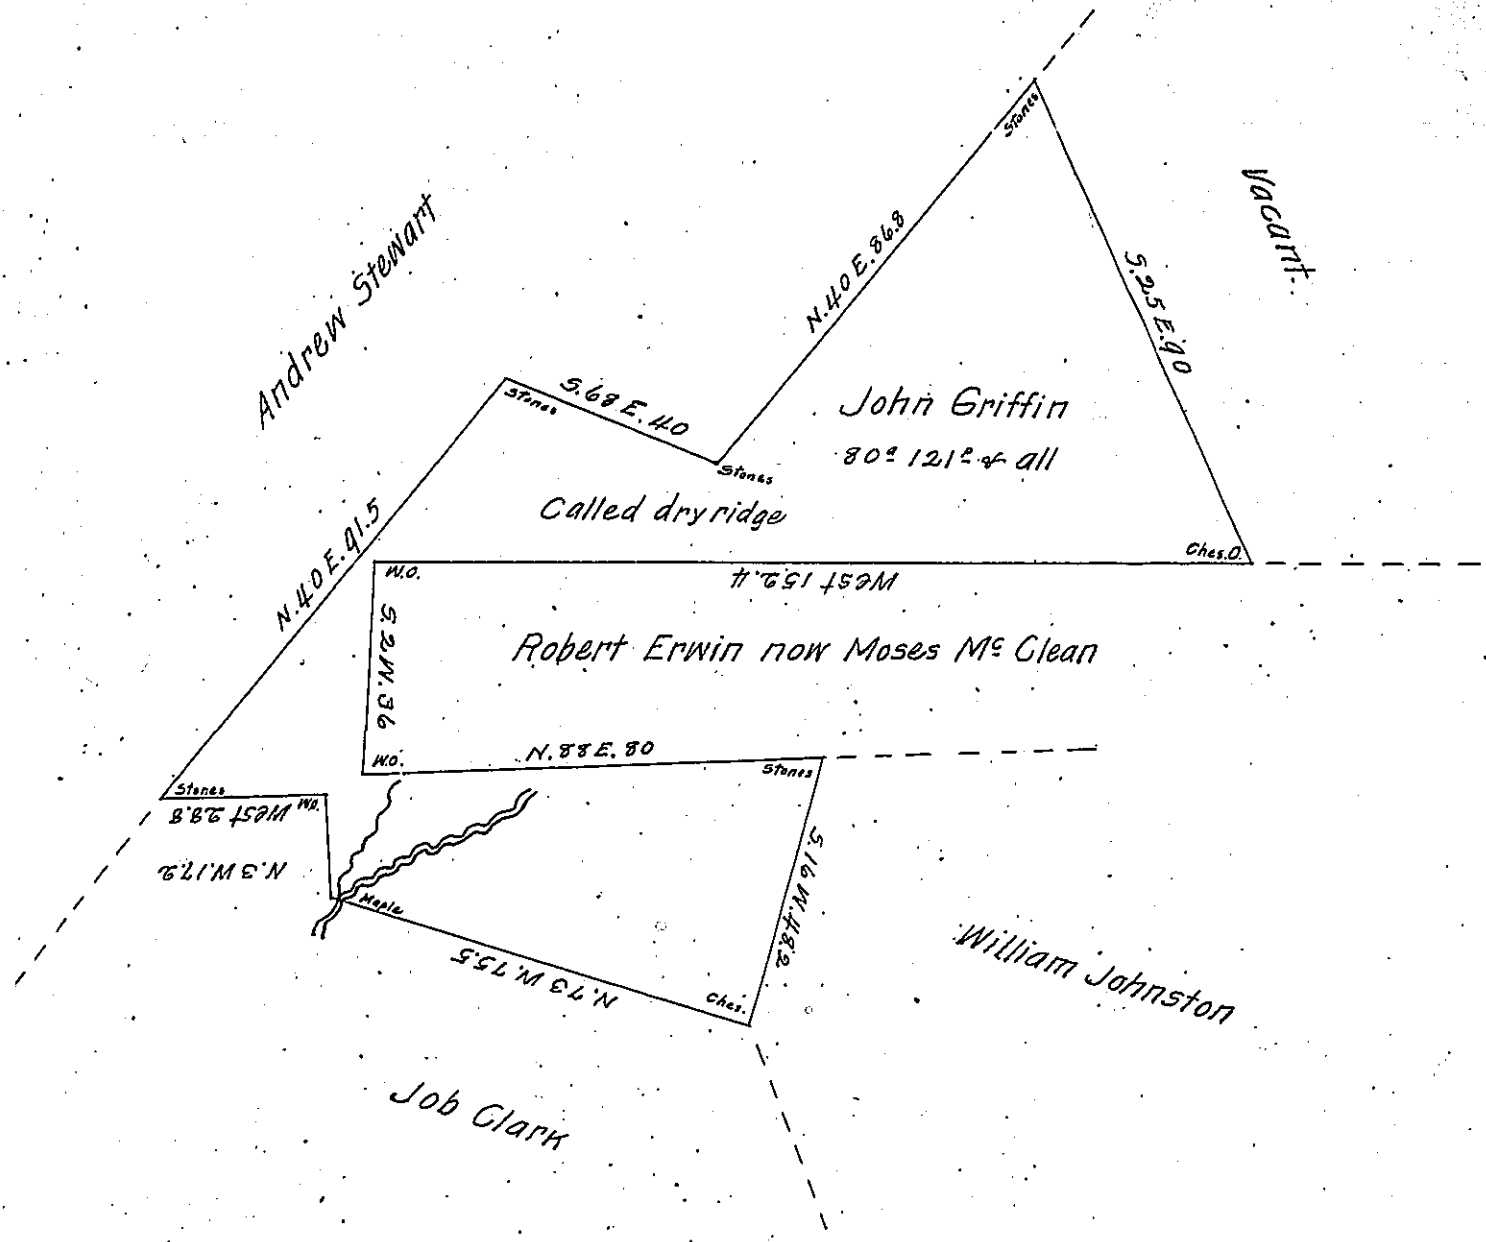 Stones
Vacant.
Andrew Stewart
N.40 E. 86.8
S.25 E. 90
Stones
S.68 E. 40
John Griffin
Stones
80ª 121ᵖ & all
Called dry ridge
N.40 E. 91.5
Ches.O.
W.O.
West 152.4
S.2 W. 36
Robert Erwin now Moses Mᶜ Clean
W.O.
N.88 E. 80
Stones
Stones
W.O.
West 28.8
N.3 W. 17.2
S.16 W. 48.2
Maple
N.73 W. 75.5
Ches.
William Johnston
Job Clark